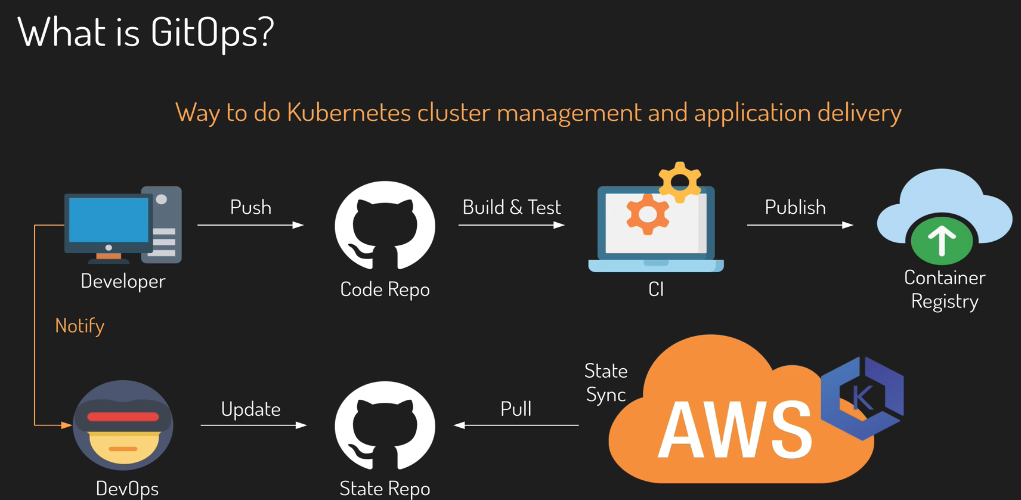 What is GitOps?
Way to do Kubernetes cluster management and application delivery
Push
Build & Test
Publish
Developer
Code Repo
CI
Container
Registry
Notify
State
Sync
AWS
K
Update
Pull
DevOps
State Repo